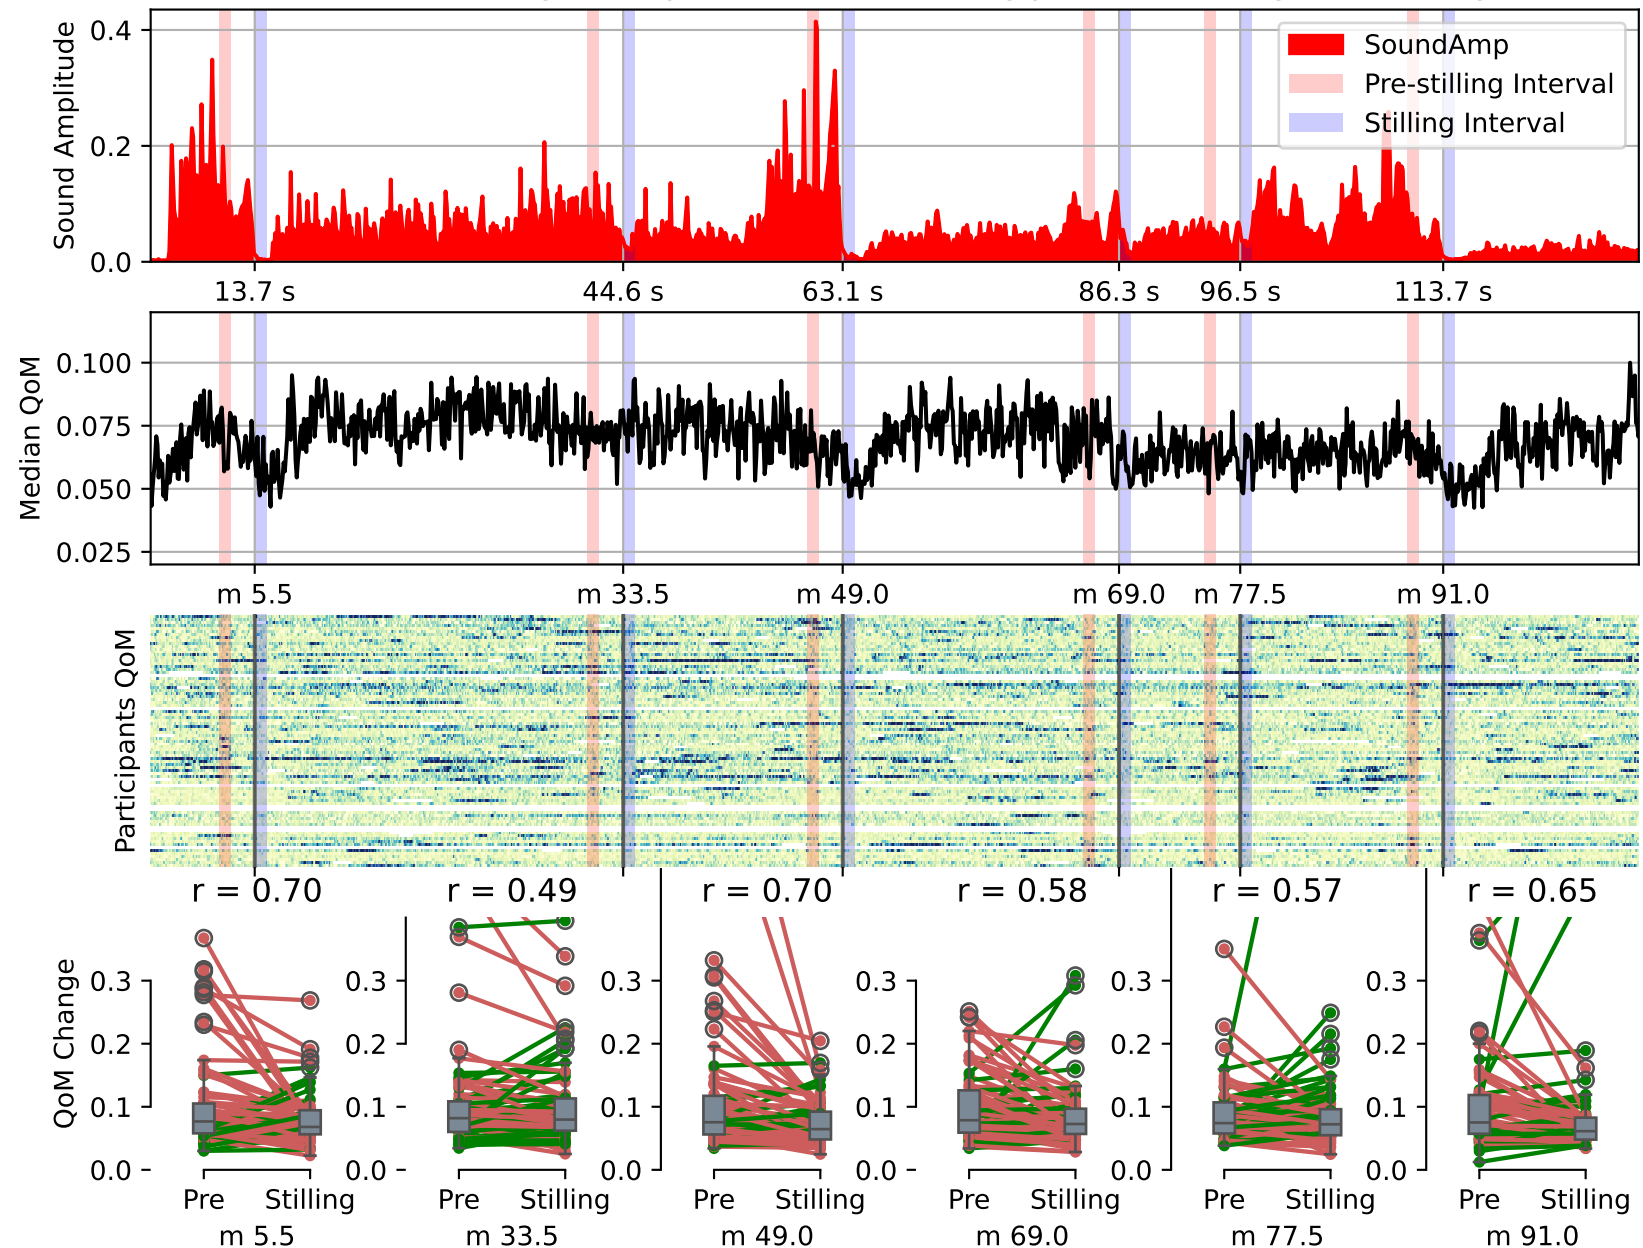 Sound Amplitude
0.4
0.2
0.0
SoundAmp
Pre-stilling Interval
Stilling Interval
13.7 s 44.6 s 63.1 s 86.3 s 96.5 s 113.7 s
Median QoM
0.100
0.075
0.050
0.025
m 5.5 m 33.5 m 49.0 m 69.0 m 77.5 m 91.0
Participants QoM
r = 0.70 r = 0.49 r = 0.70 r = 0.58 r = 0.57 r = 0.65
QoM Change
0.3 0.3 0.3 0.3 0.3 0.3
0.2 0.2 0.2 0.2 0.2 0.2
0.1 0.1 0.1 0.1 0.1 0.1
0.0 0.0 0.0 0.0 0.0 0.0
Pre Stilling Pre Stilling Pre Stilling Pre Stilling Pre Stilling Pre Stilling
m 5.5 m 33.5 m 49.0 m 69.0 m 77.5 m 91.0